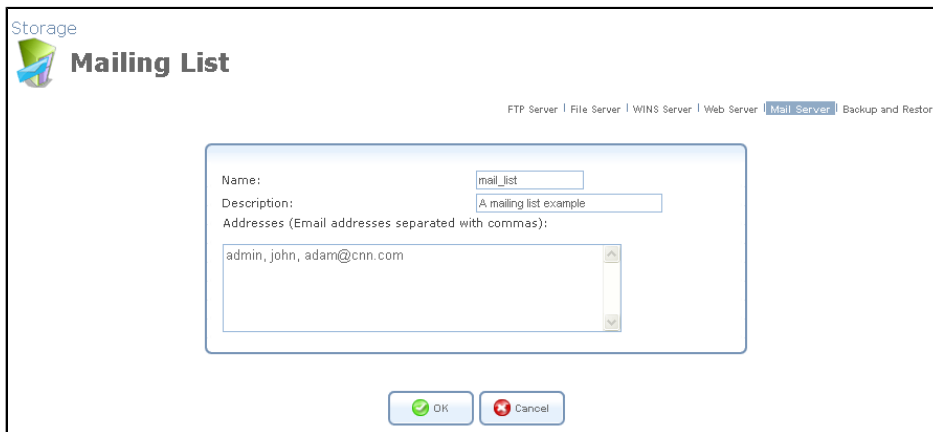 Storage
Mailing List
FTP Server | File Server | WINS Server | Web Server | Mail Server | Backup and Restor
Name: mail_list
Description: A mailing list example
Addresses (Email addresses separated with commas):
admin, john, adam@cnn.com
OK Cancel